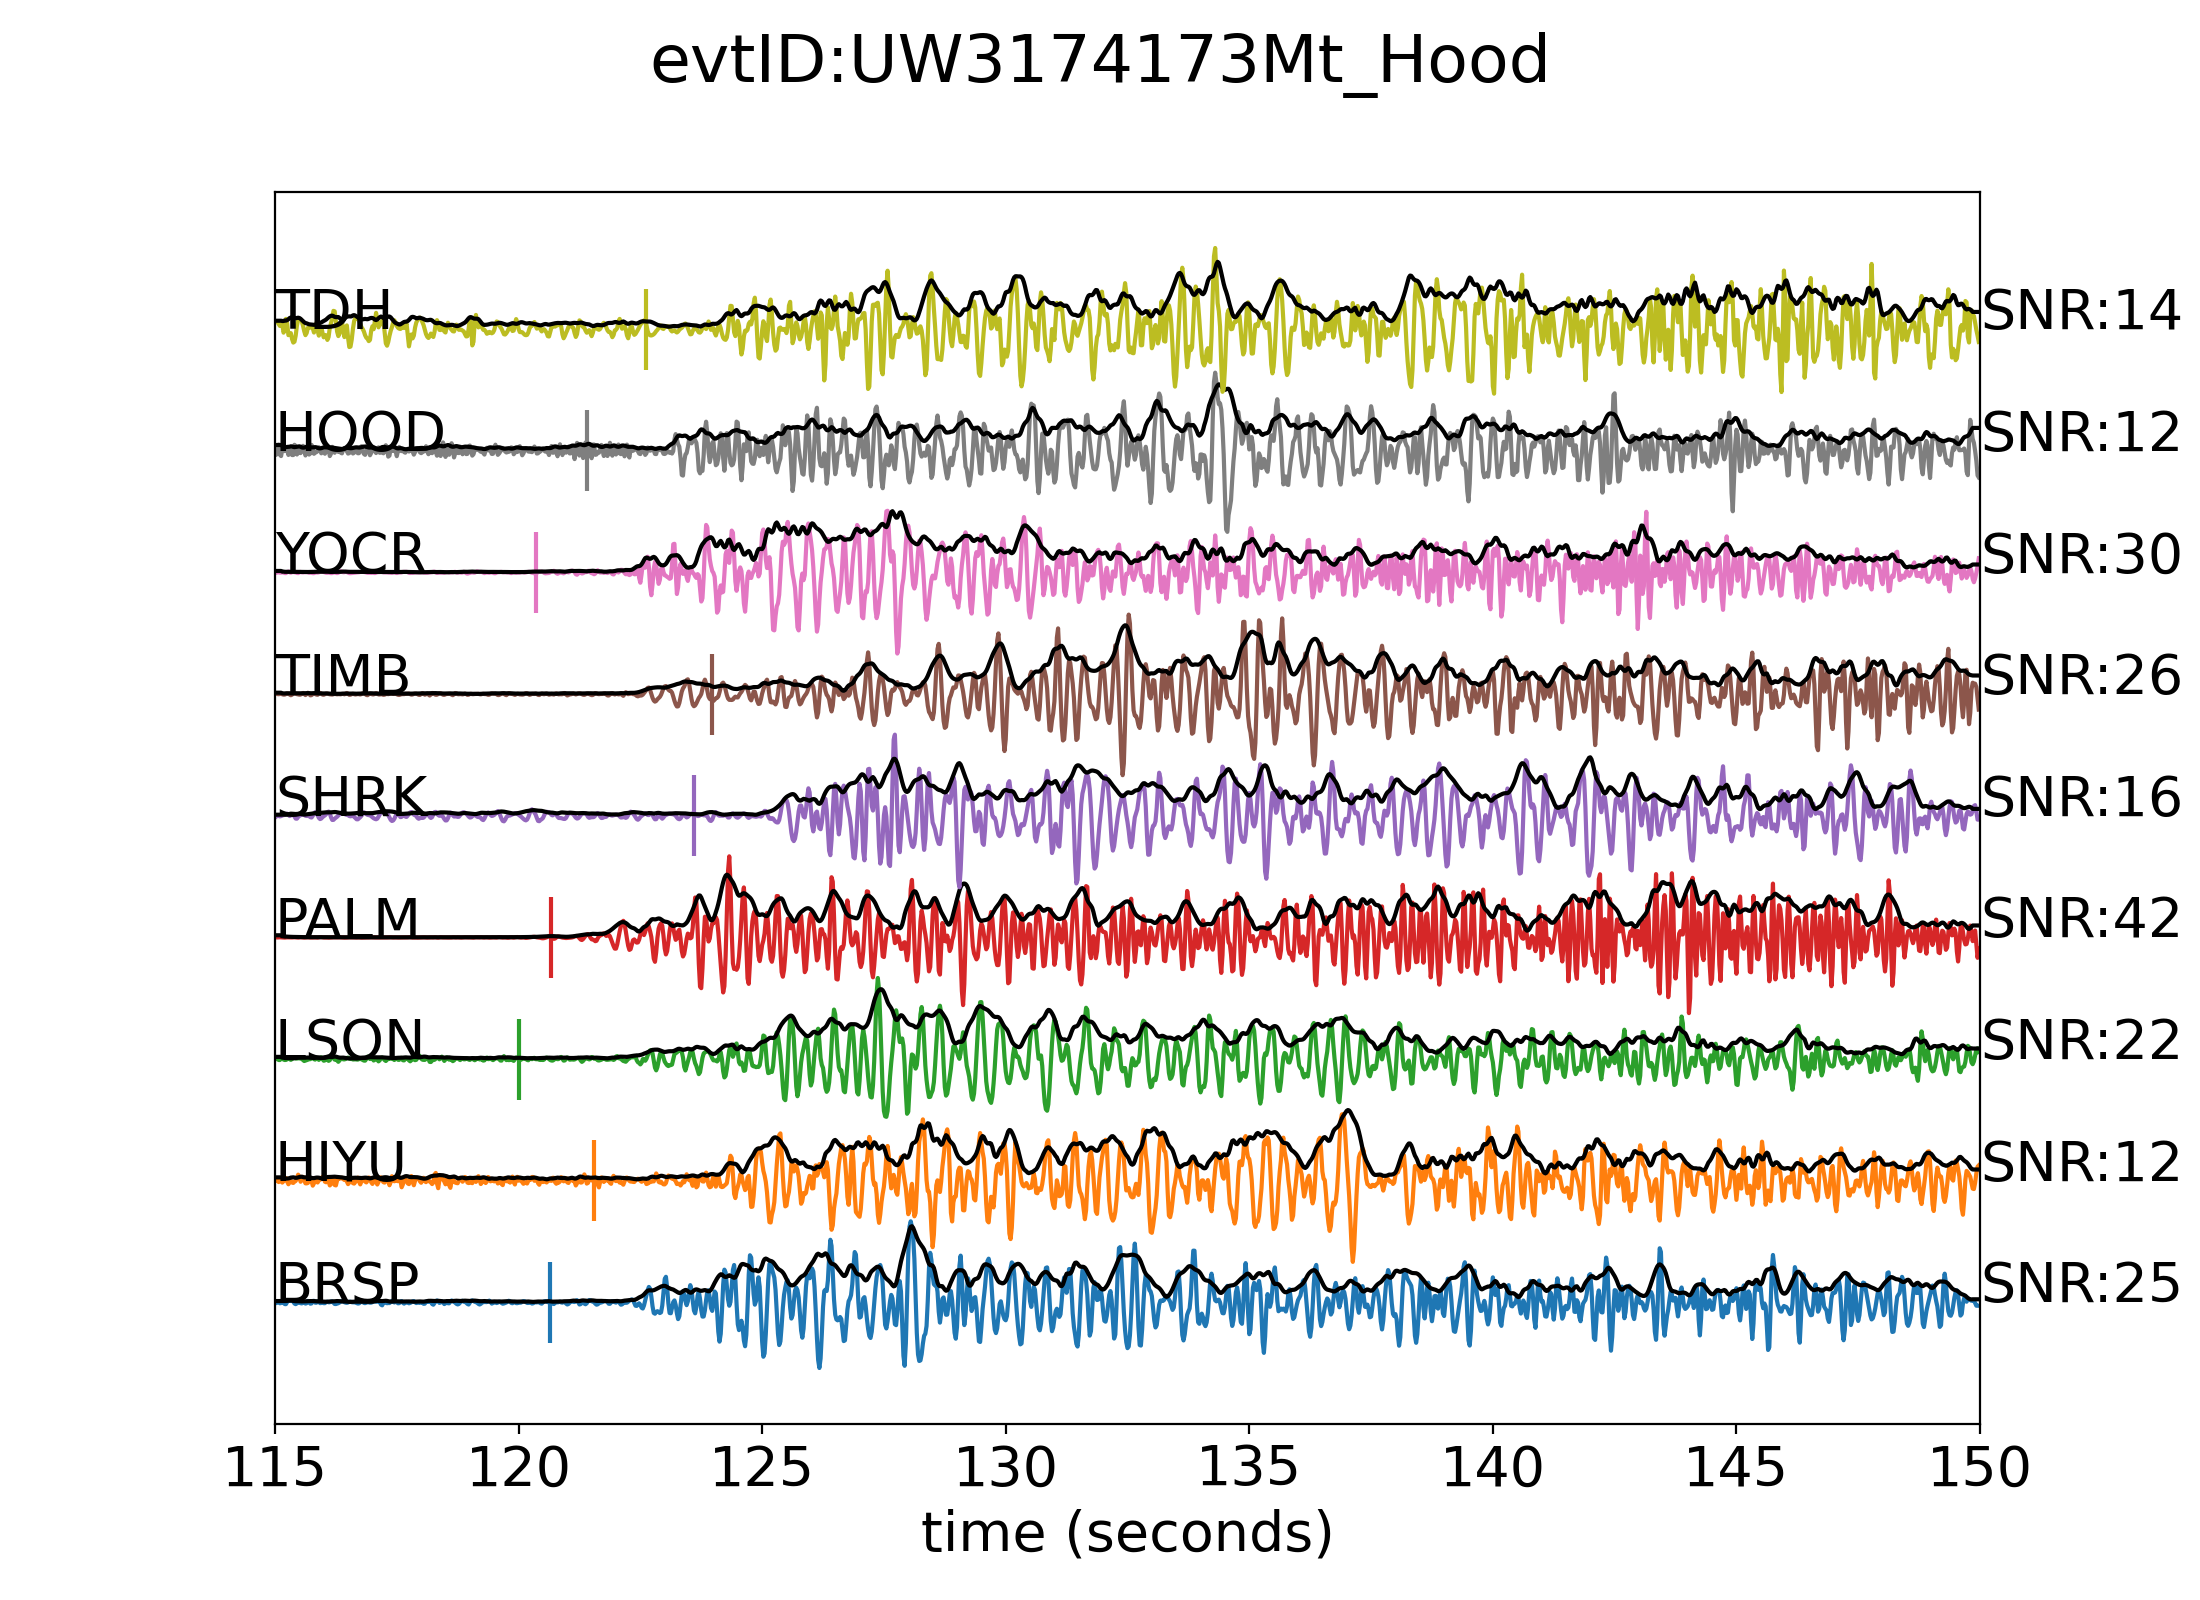 evtID:UW3174173Mt_Hood
TDH SNR:14
HOOD SNR:12
YOCR SNR:30
TIMB SNR:26
SHRK SNR:16
PALM SNR:42
LSON SNR:22
HIYU SNR:12
BRSP SNR:25
115 120 125 130 135 140 145 150
time (seconds)